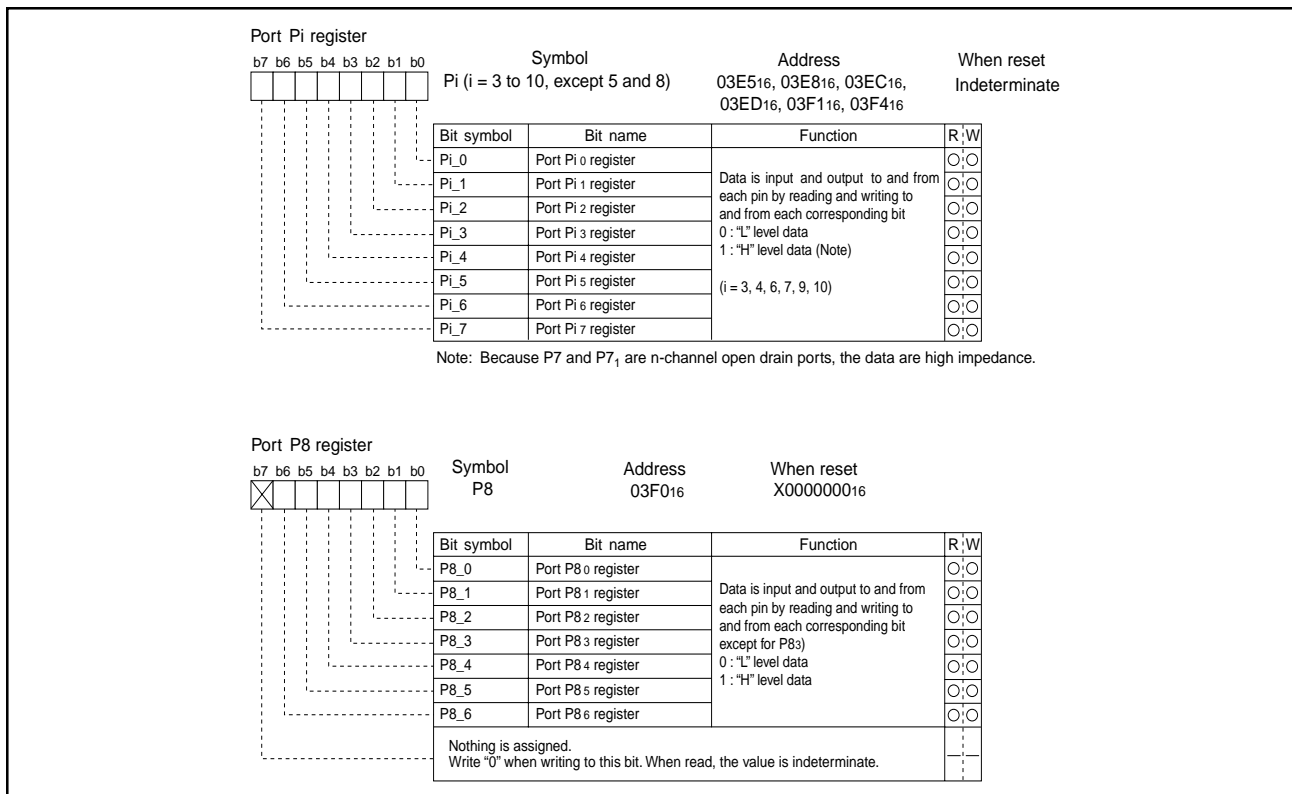 Port Pi register
b7 b6 b5 b4 b3 b2 b1 b0
Symbol Address When reset
Pi (i = 3 to 10, except 5 and 8) 03E516, 03E816, 03EC16, Indeterminate
03ED16, 03F116, 03F416
Bit symbol Bit name Function R W
Pi_0 Port Pi 0 register
Pi_1 Port Pi 1 register
Pi_2 Port Pi 2 register
Pi_3 Port Pi 3 register
Pi_4 Port Pi 4 register
Pi_5 Port Pi 5 register
Pi_6 Port Pi 6 register
Pi_7 Port Pi 7 register
Data is input and output to and from
each pin by reading and writing to
and from each corresponding bit
0 : “L” level data
1 : “H” level data (Note)
(i = 3, 4, 6, 7, 9, 10)
Note: Because P7 and P71 are n-channel open drain ports, the data are high impedance.
Port P8 register
b7 b6 b5 b4 b3 b2 b1 b0
Symbol Address When reset
P8 03F016 X000000016
Bit symbol Bit name Function R W
P8_0 Port P8 0 register
P8_1 Port P8 1 register
P8_2 Port P8 2 register
P8_3 Port P8 3 register
P8_4 Port P8 4 register
P8_5 Port P8 5 register
P8_6 Port P8 6 register
Data is input and output to and from
each pin by reading and writing to
and from each corresponding bit
except for P83)
0 : “L” level data
1 : “H” level data
Nothing is assigned.
Write “0” when writing to this bit. When read, the value is indeterminate.